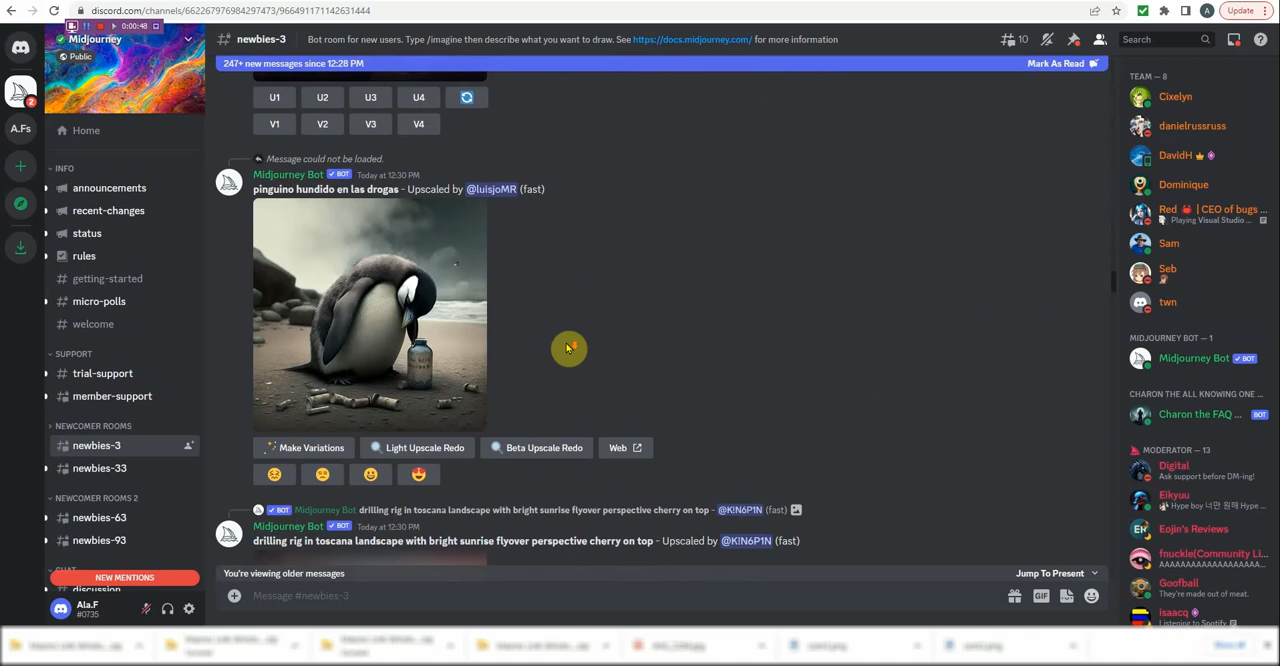 discord.com/channels/662267976984297473/966491171142631444
A
Update
0:00:48
Midjourney
Public
newbies-3
Bot room for new users. Type /imagine then describe what you want to draw. See https://docs.midjourney.com/ for more information
10
Search
247+ new messages since 12:28 PM
Mark As Read
2
A.Fs
Home
INFO
announcements
recent-changes
status
rules
getting-started
micro-polls
welcome
SUPPORT
trial-support
member-support
NEWCOMER ROOMS
newbies-3
newbies-33
NEWCOMER ROOMS 2
newbies-63
newbies-93
NEW MENTIONS
discussion
Ala.F
#0735
U1 U2 U3 U4
V1 V2 V3 V4
Message could not be loaded.
Midjourney Bot BOT Today at 12:30 PM
pinguino hundido en las drogas - Upscaled by @luisjoMR (fast)
Make Variations Light Upscale Redo Beta Upscale Redo Web
BOT Midjourney Bot drilling rig in toscana landscape with bright sunrise flyover perspective cherry on top - @K!N6P1N (fast)
Midjourney Bot BOT Today at 12:30 PM
drilling rig in toscana landscape with bright sunrise flyover perspective cherry on top - Upscaled by @K!N6P1N (fast)
You're viewing older messages
Jump To Present
Message #newbies-3
GIF
TEAM — 8
Cixelyn
danielrussruss
DavidH
Dominique
Red | CEO of bugs ...
Playing Visual Studio ...
Sam
Seb
twn
MIDJOURNEY BOT — 1
Midjourney Bot BOT
CHARON THE ALL KNOWING ONE ...
Charon the FAQ ... BOT
MODERATOR — 13
Digital
Ask support before DM-ing!
Eikyuu
Hype boy 너만 원해 Hype ...
Eojin's Reviews
fnuckle(Community Li...
AAAAAAAAAAAAAAAAAAA...
Goofball
They're made out of meat.
isaacq
Listening to Spotify